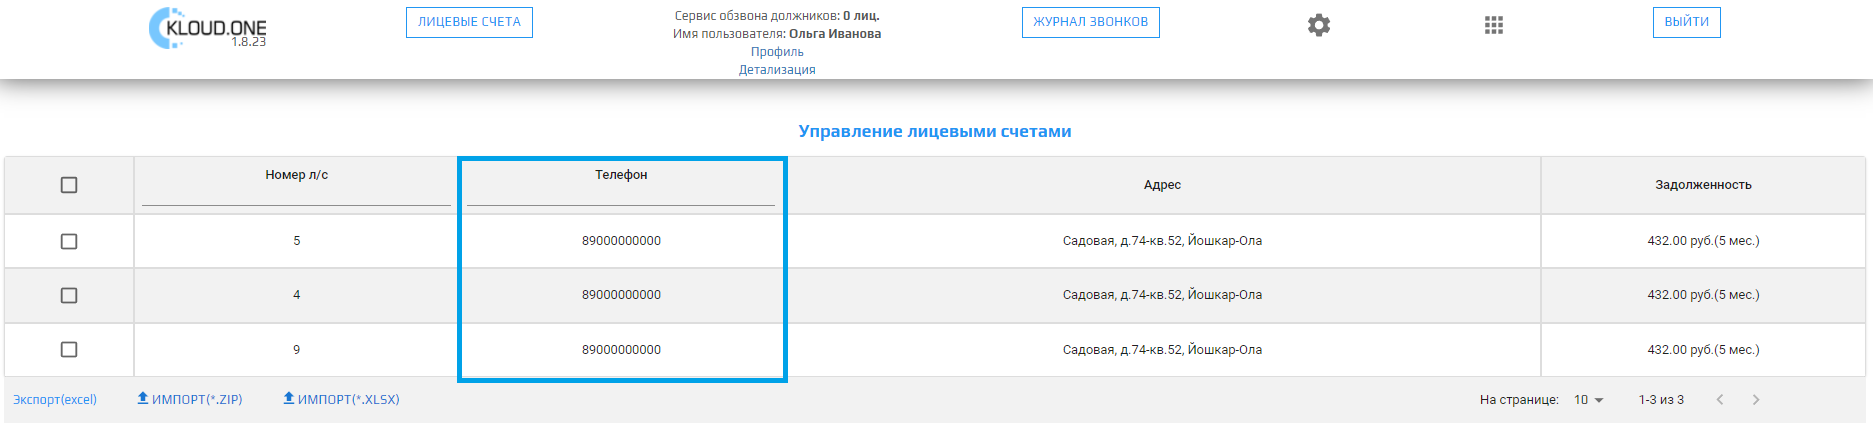 KLOUD.ONE
1.8.23
ЛИЦЕВЫЕ СЧЕТА
Сервис обзвона должников: 0 лиц.
Имя пользователя: Ольга Иванова
Профиль
Детализация
ЖУРНАЛ ЗВОНКОВ
ВЫЙТИ
Управление лицевыми счетами
Номер л/с Телефон Адрес Задолженность
5 89000000000 Садовая, д.74-кв.52, Йошкар-Ола 432.00 руб.(5 мес.)
4 89000000000 Садовая, д.74-кв.52, Йошкар-Ола 432.00 руб.(5 мес.)
9 89000000000 Садовая, д.74-кв.52, Йошкар-Ола 432.00 руб.(5 мес.)
Экспорт(excel) ИМПОРТ(*.ZIP) ИМПОРТ(*.XLSX) На странице: 10 1-3 из 3